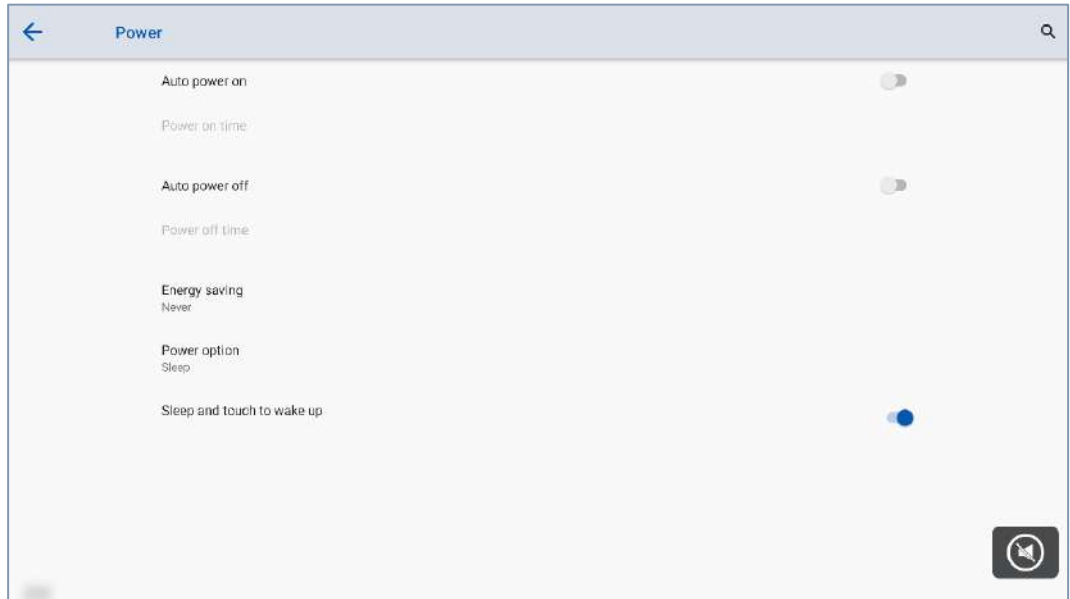 Power
Auto power on
Power on time
Auto power off
Power off time
Energy saving
Never
Power option
Sleep
Sleep and touch to wake up